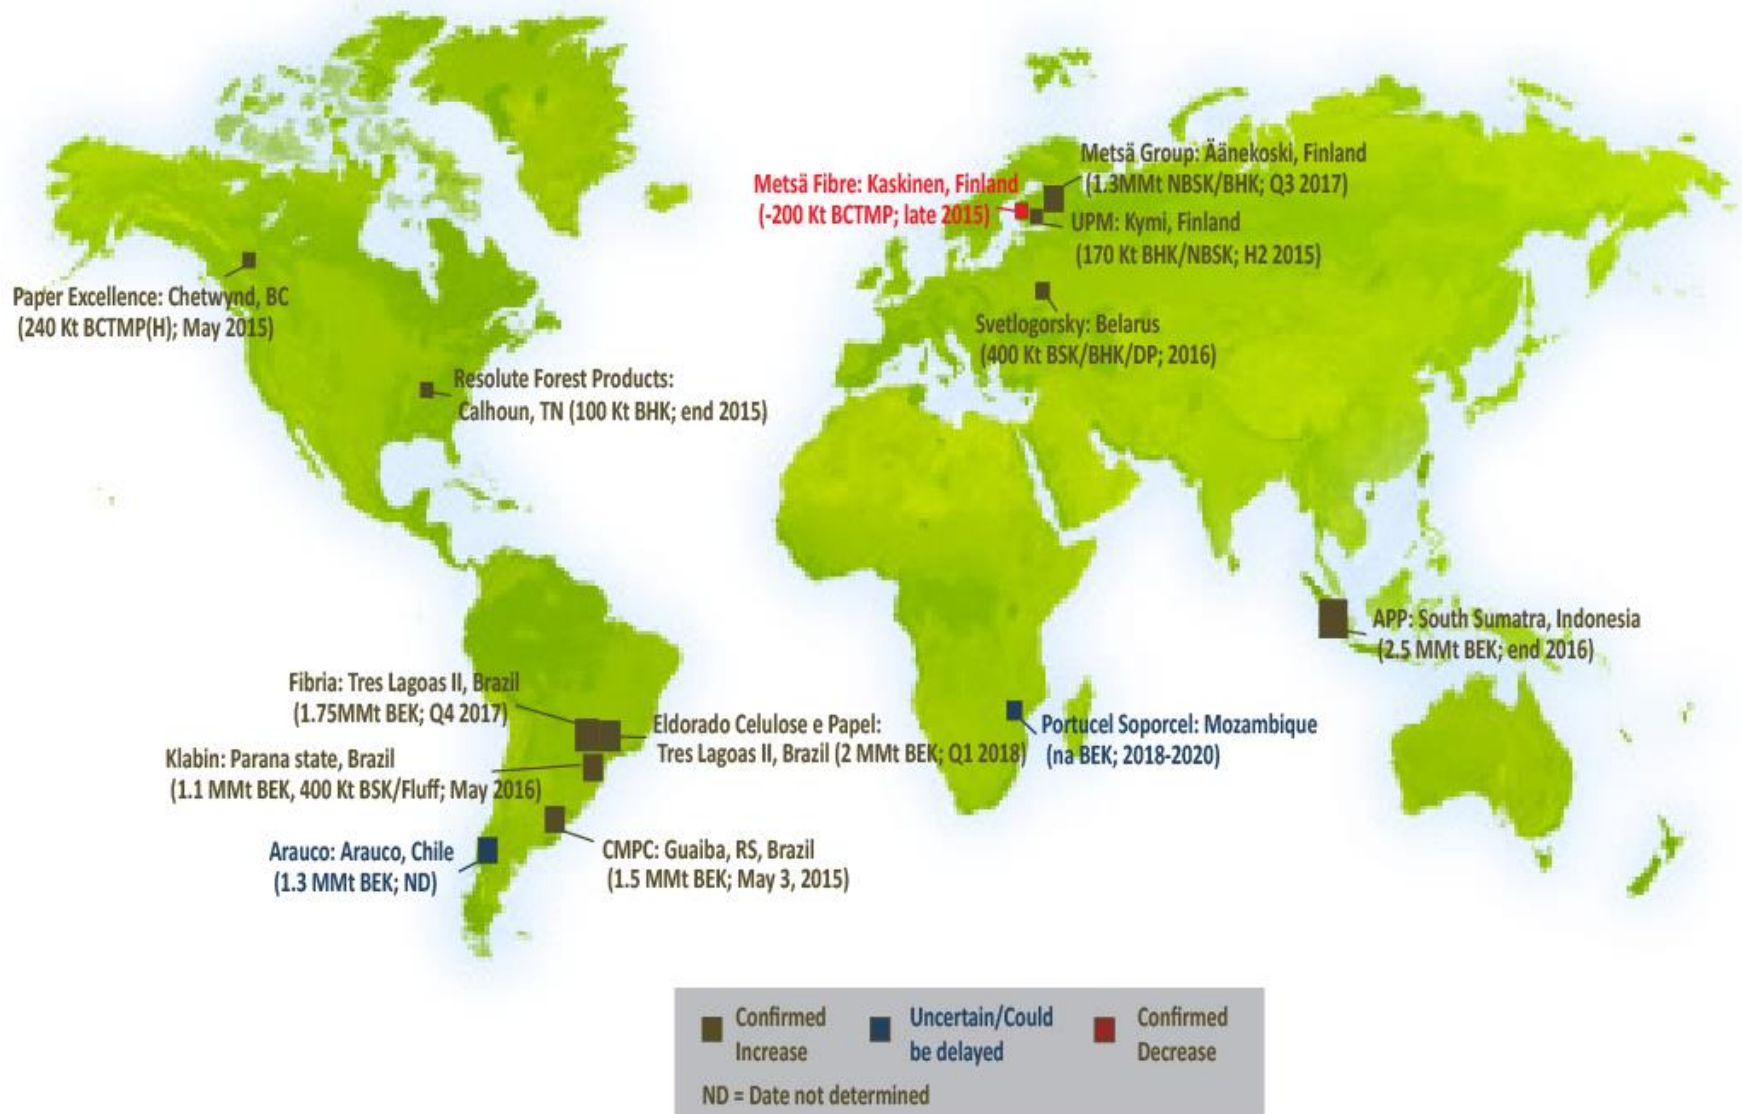 Metsä Group: Äänekoski, Finland
(1.3MMt NBSK/BHK; Q3 2017)
Metsä Fibre: Kaskinen, Finland
(-200 Kt BCTMP; late 2015)
UPM: Kymi, Finland
(170 Kt BHK/NBSK; H2 2015)
Paper Excellence: Chetwynd, BC
(240 Kt BCTMP(H); May 2015)
Svetlogorsky: Belarus
(400 Kt BSK/BHK/DP; 2016)
Resolute Forest Products:
Calhoun, TN (100 Kt BHK; end 2015)
APP: South Sumatra, Indonesia
(2.5 MMt BEK; end 2016)
Fibria: Tres Lagoas II, Brazil
(1.75MMt BEK; Q4 2017)
Eldorado Celulose e Papel:
Tres Lagoas II, Brazil (2 MMt BEK; Q1 2018)
Portucel Soporcel: Mozambique
(na BEK; 2018-2020)
Klabin: Parana state, Brazil
(1.1 MMt BEK, 400 Kt BSK/Fluff; May 2016)
Arauco: Arauco, Chile
(1.3 MMt BEK; ND)
CMPC: Guaiba, RS, Brazil
(1.5 MMt BEK; May 3, 2015)
Confirmed
Increase
Uncertain/Could
be delayed
Confirmed
Decrease
ND = Date not determined